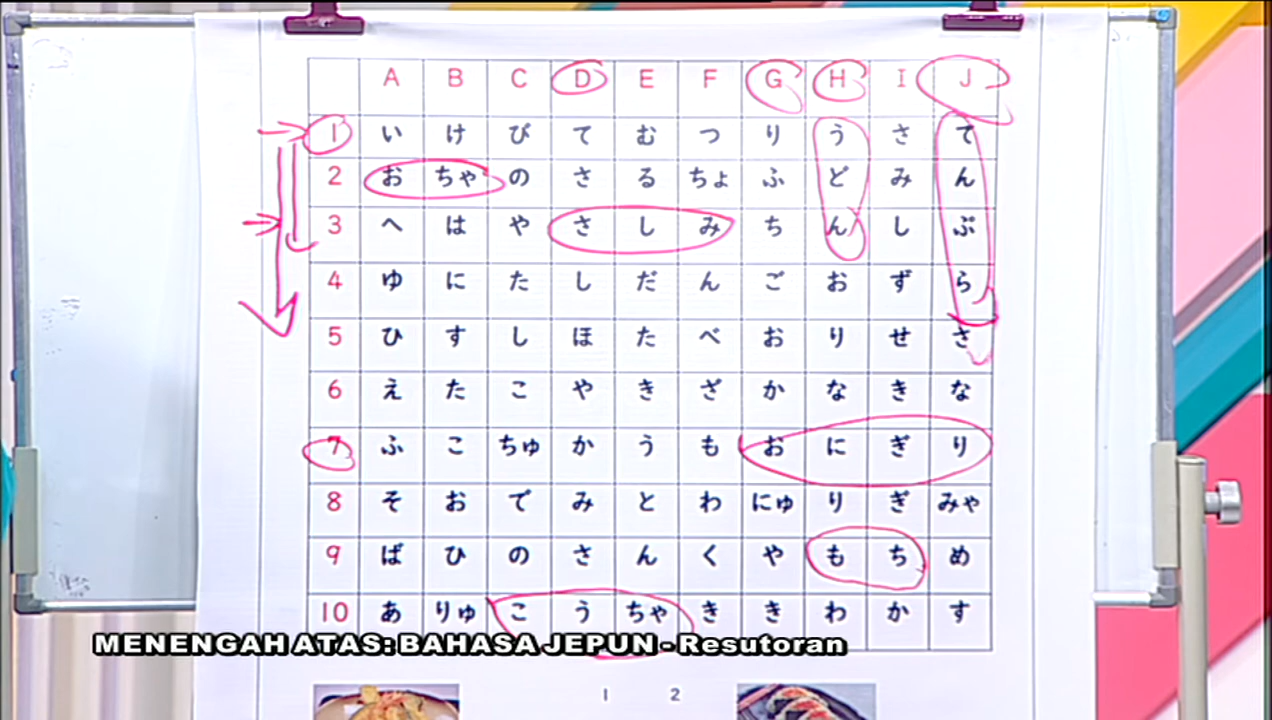 A B C D E F G H I J
1 い け び て む つ り う さ て
2 お ちゃ の さ る ちょ ふ ど み ん
3 へ は や さ し み ち ん し ぷ
4 ゆ に た し だ ん ご お ず ら
5 ひ す し ほ た べ お り せ さ
6 え た こ や き ざ か な き な
7 ふ こ ちゅ か う も お に ぎ り
8 そ お で み と わ にゅ り ぎ みゃ
9 ば ひ の さ ん く や も ち め
10 あ りゅ こ う ちゃ き き わ か す
MENENGAH ATAS: BAHASA JEPUN - Resutoran
1 2